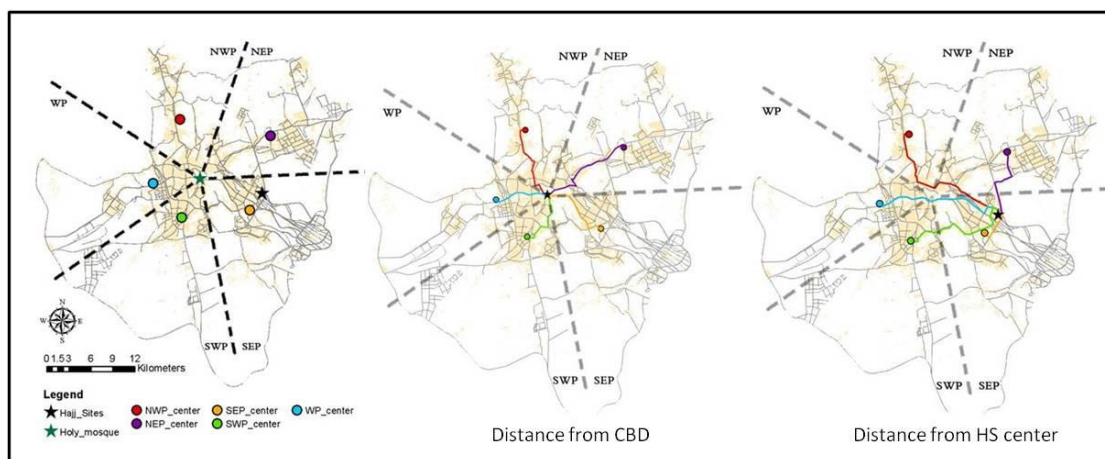 NWP NEP
WP
SWP SEP
N
W E
S
0 1.5 3 6 9 12
Kilometers
Legend
Hajj_Sites
Holy_mosque
NWP_center
NEP_center
SEP_center
SWP_center
WP_center
NWP NEP
WP
SWP SEP
Distance from CBD
NWP NEP
WP
SWP SEP
Distance from HS center